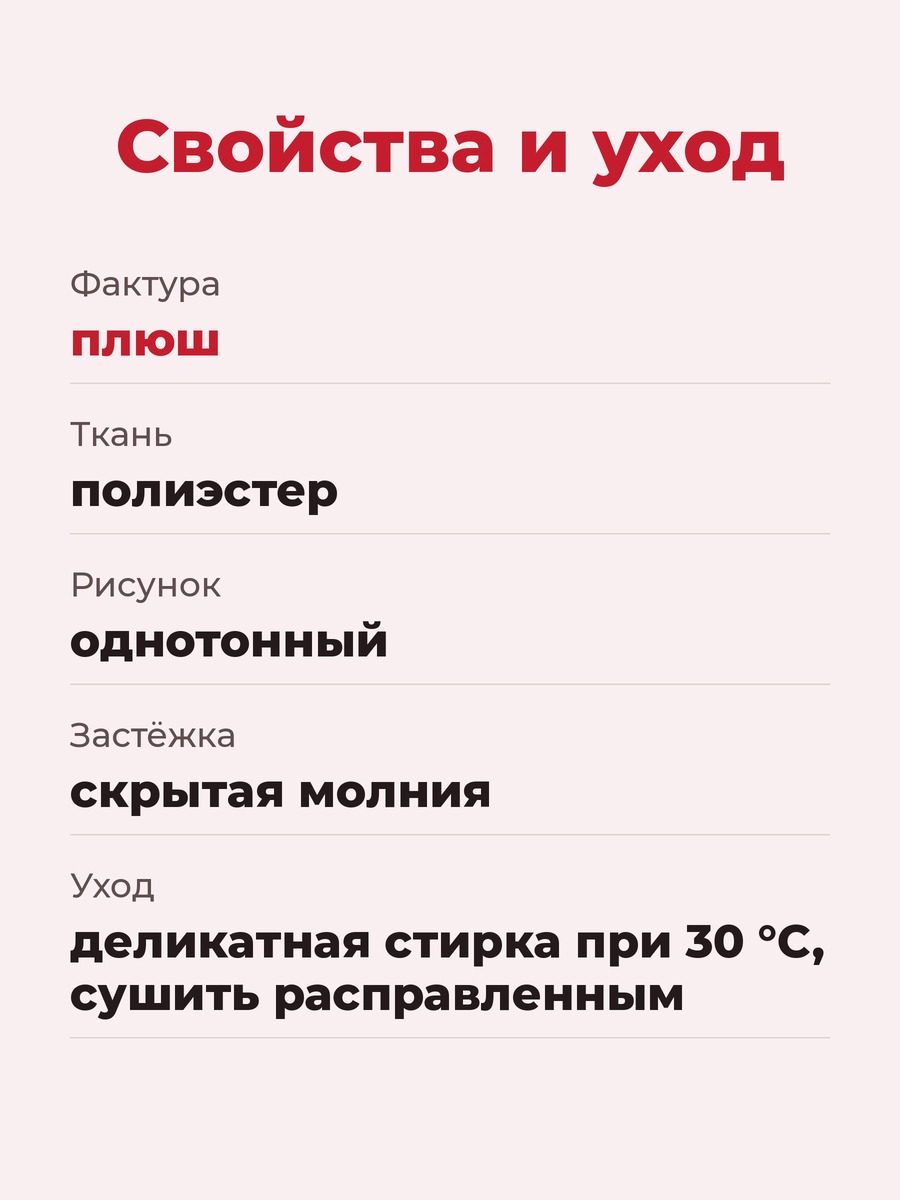 Свойства и уход
Фактура
плюш
Ткань
полиэстер
Рисунок
однотонный
Застёжка
скрытая молния
Уход
деликатная стирка при 30 °C,
сушить расправленным